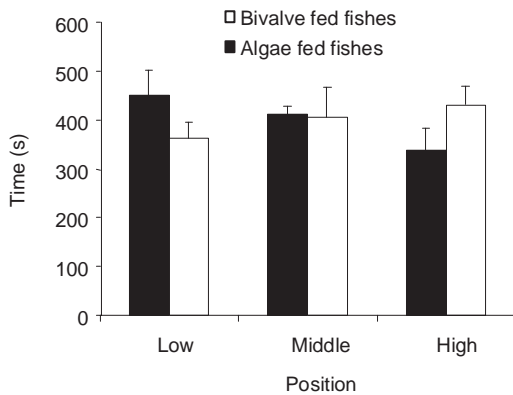 Bivalve fed fishes
Algae fed fishes
600
500
400
300
200
100
0
Time (s)
Low Middle High
Position